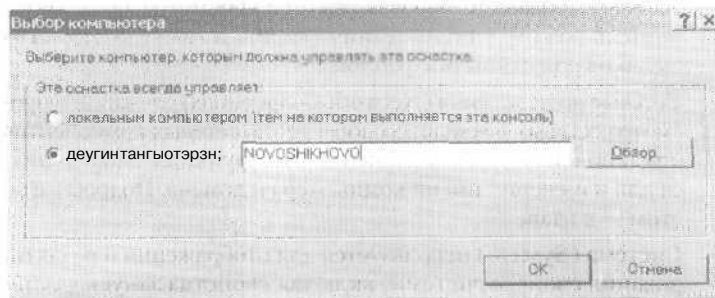 Выбор компьютера
? x
Выберите компьютер, которым должна управлять эта оснастка.
Эта оснастка всегда управляет:
локальным компьютером (тем на котором выполняется эта консоль)
деугинтангыотэрзн; NOVOSHIKHOVO Обзор...
OK Отмена